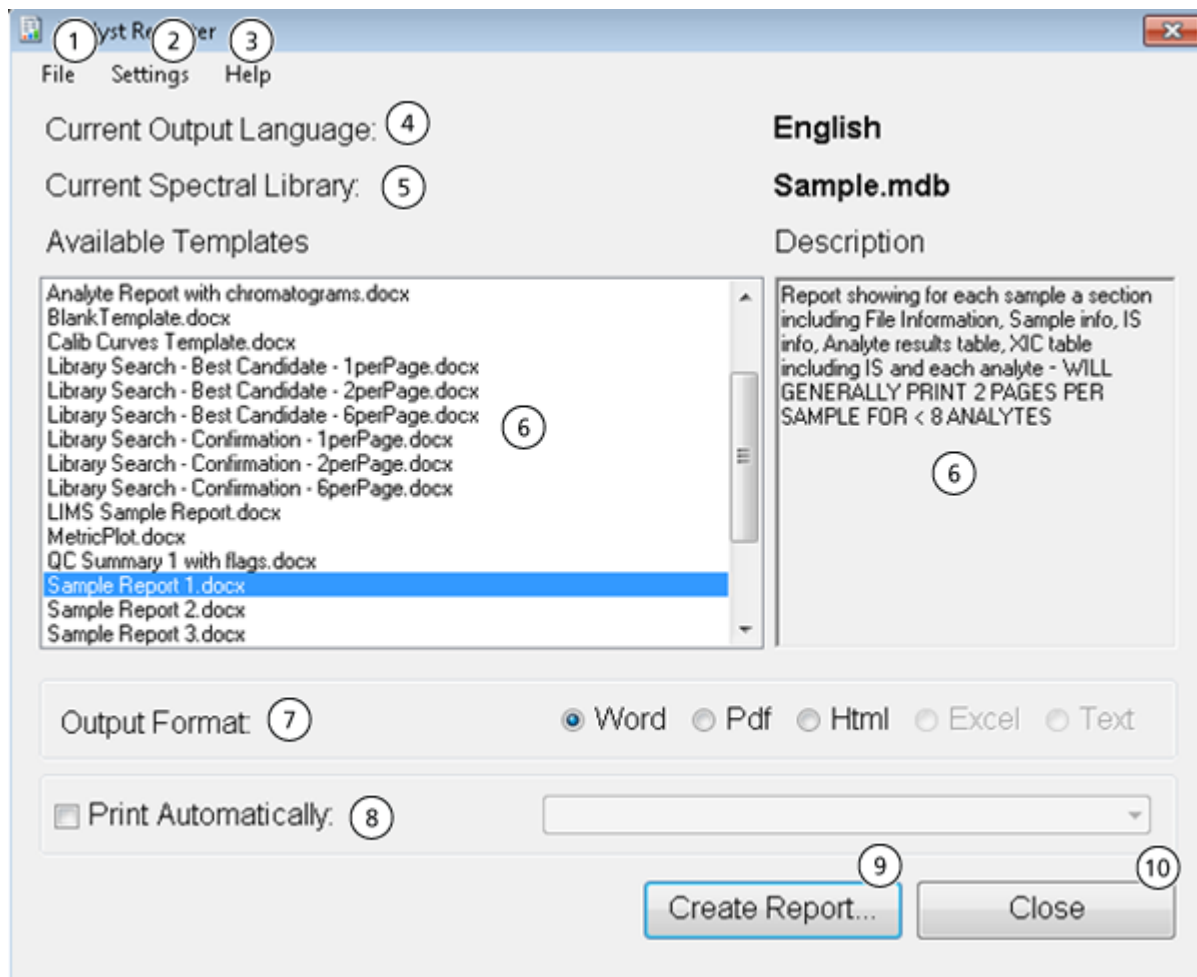 1 2 3
File Settings Help
Current Output Language: 4 English
Current Spectral Library: 5 Sample.mdb
Available Templates Description
Analyte Report with chromatograms.docx
BlankTemplate.docx
Calib Curves Template.docx
Library Search - Best Candidate - 1perPage.docx
Library Search - Best Candidate - 2perPage.docx
Library Search - Best Candidate - 6perPage.docx
Library Search - Confirmation - 1perPage.docx
Library Search - Confirmation - 2perPage.docx
Library Search - Confirmation - 6perPage.docx
LIMS Sample Report.docx
MetricPlot.docx
QC Summary 1 with flags.docx
Sample Report 1.docx
Sample Report 2.docx
Sample Report 3.docx
6
Report showing for each sample a section
including File Information, Sample info, IS
info, Analyte results table, XIC table
including IS and each analyte - WILL
GENERALLY PRINT 2 PAGES PER
SAMPLE FOR < 8 ANALYTES
6
Output Format: 7 Word Pdf Html Excel Text
Print Automatically: 8
9 10
Create Report... Close